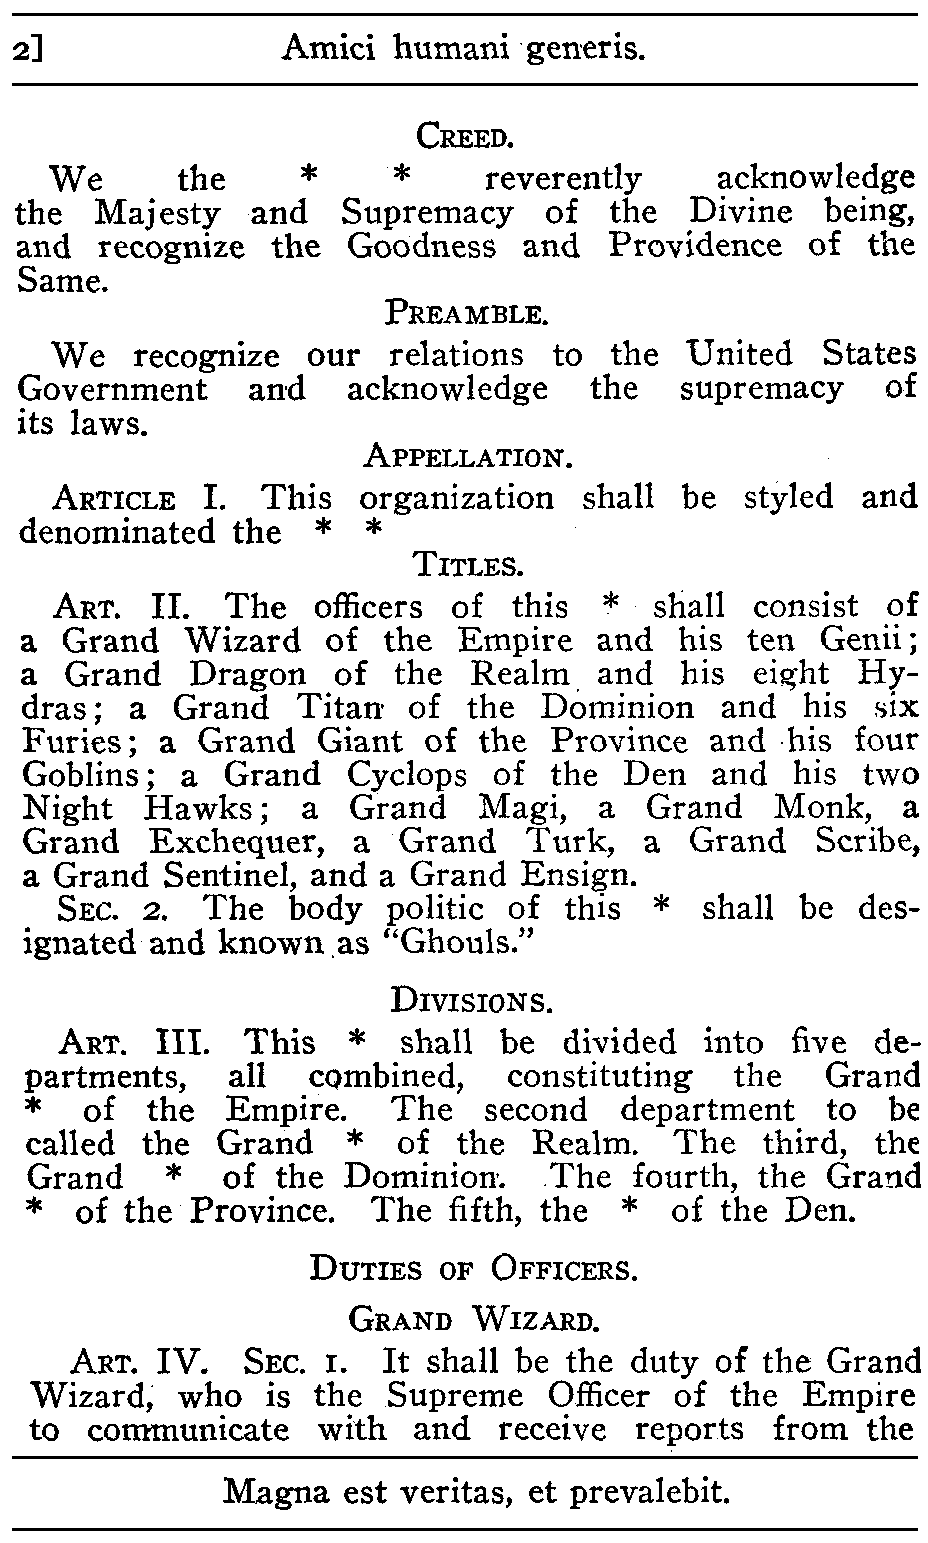 2] Amici humani generis.
Creed.
We the * * reverently acknowledge
the Majesty and Supremacy of the Divine being,
and recognize the Goodness and Providence of the
Same.
Preamble.
We recognize our relations to the United States
Government and acknowledge the supremacy of
its laws.
Appellation.
Article I. This organization shall be styled and
denominated the * *
Titles.
Art. II. The officers of this * shall consist of
a Grand Wizard of the Empire and his ten Genii;
a Grand Dragon of the Realm and his eight Hy-
dras; a Grand Titan of the Dominion and his six
Furies; a Grand Giant of the Province and his four
Goblins; a Grand Cyclops of the Den and his two
Night Hawks; a Grand Magi, a Grand Monk, a
Grand Exchequer, a Grand Turk, a Grand Scribe,
a Grand Sentinel, and a Grand Ensign.
Sec. 2. The body politic of this * shall be des-
ignated and known as “Ghouls.”
Divisions.
Art. III. This * shall be divided into five de-
partments, all combined, constituting the Grand
* of the Empire. The second department to be
called the Grand * of the Realm. The third, the
Grand * of the Dominion. The fourth, the Grand
* of the Province. The fifth, the * of the Den.
Duties of Officers.
Grand Wizard.
Art. IV. Sec. 1. It shall be the duty of the Grand
Wizard, who is the Supreme Officer of the Empire
to communicate with and receive reports from the
Magna est veritas, et prevalebit.